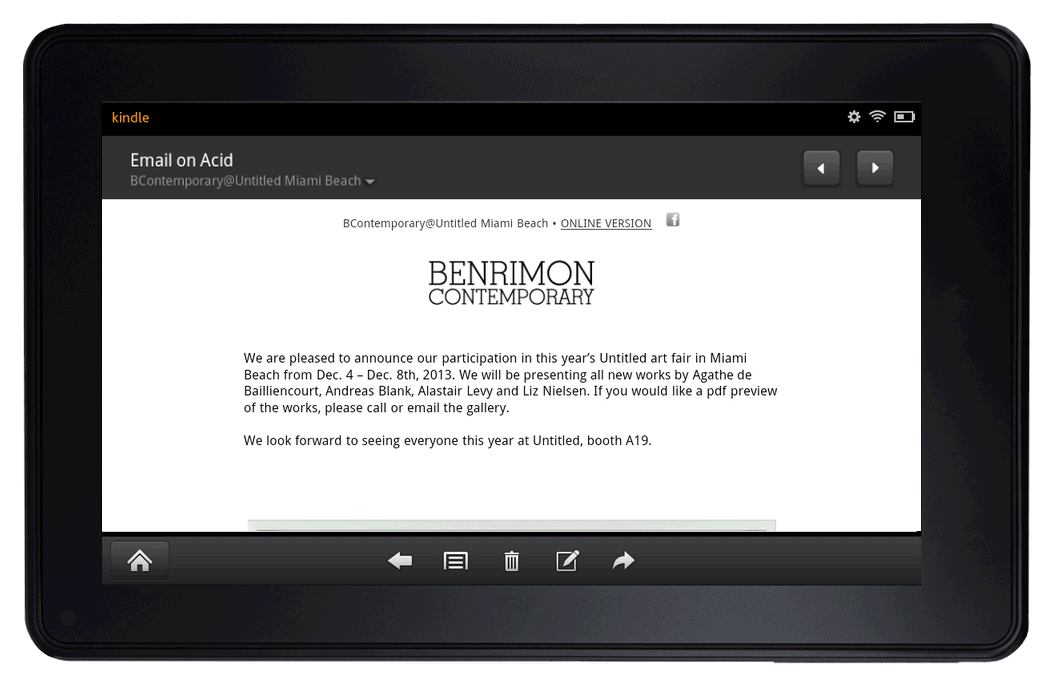 kindle
Email on Acid
BContemporary@Untitled Miami Beach
BContemporary@Untitled Miami Beach • ONLINE VERSION f
BENRIMON
CONTEMPORARY
We are pleased to announce our participation in this year’s Untitled art fair in Miami
Beach from Dec. 4 – Dec. 8th, 2013. We will be presenting all new works by Agathe de
Bailliencourt, Andreas Blank, Alastair Levy and Liz Nielsen. If you would like a pdf preview
of the works, please call or email the gallery.
We look forward to seeing everyone this year at Untitled, booth A19.